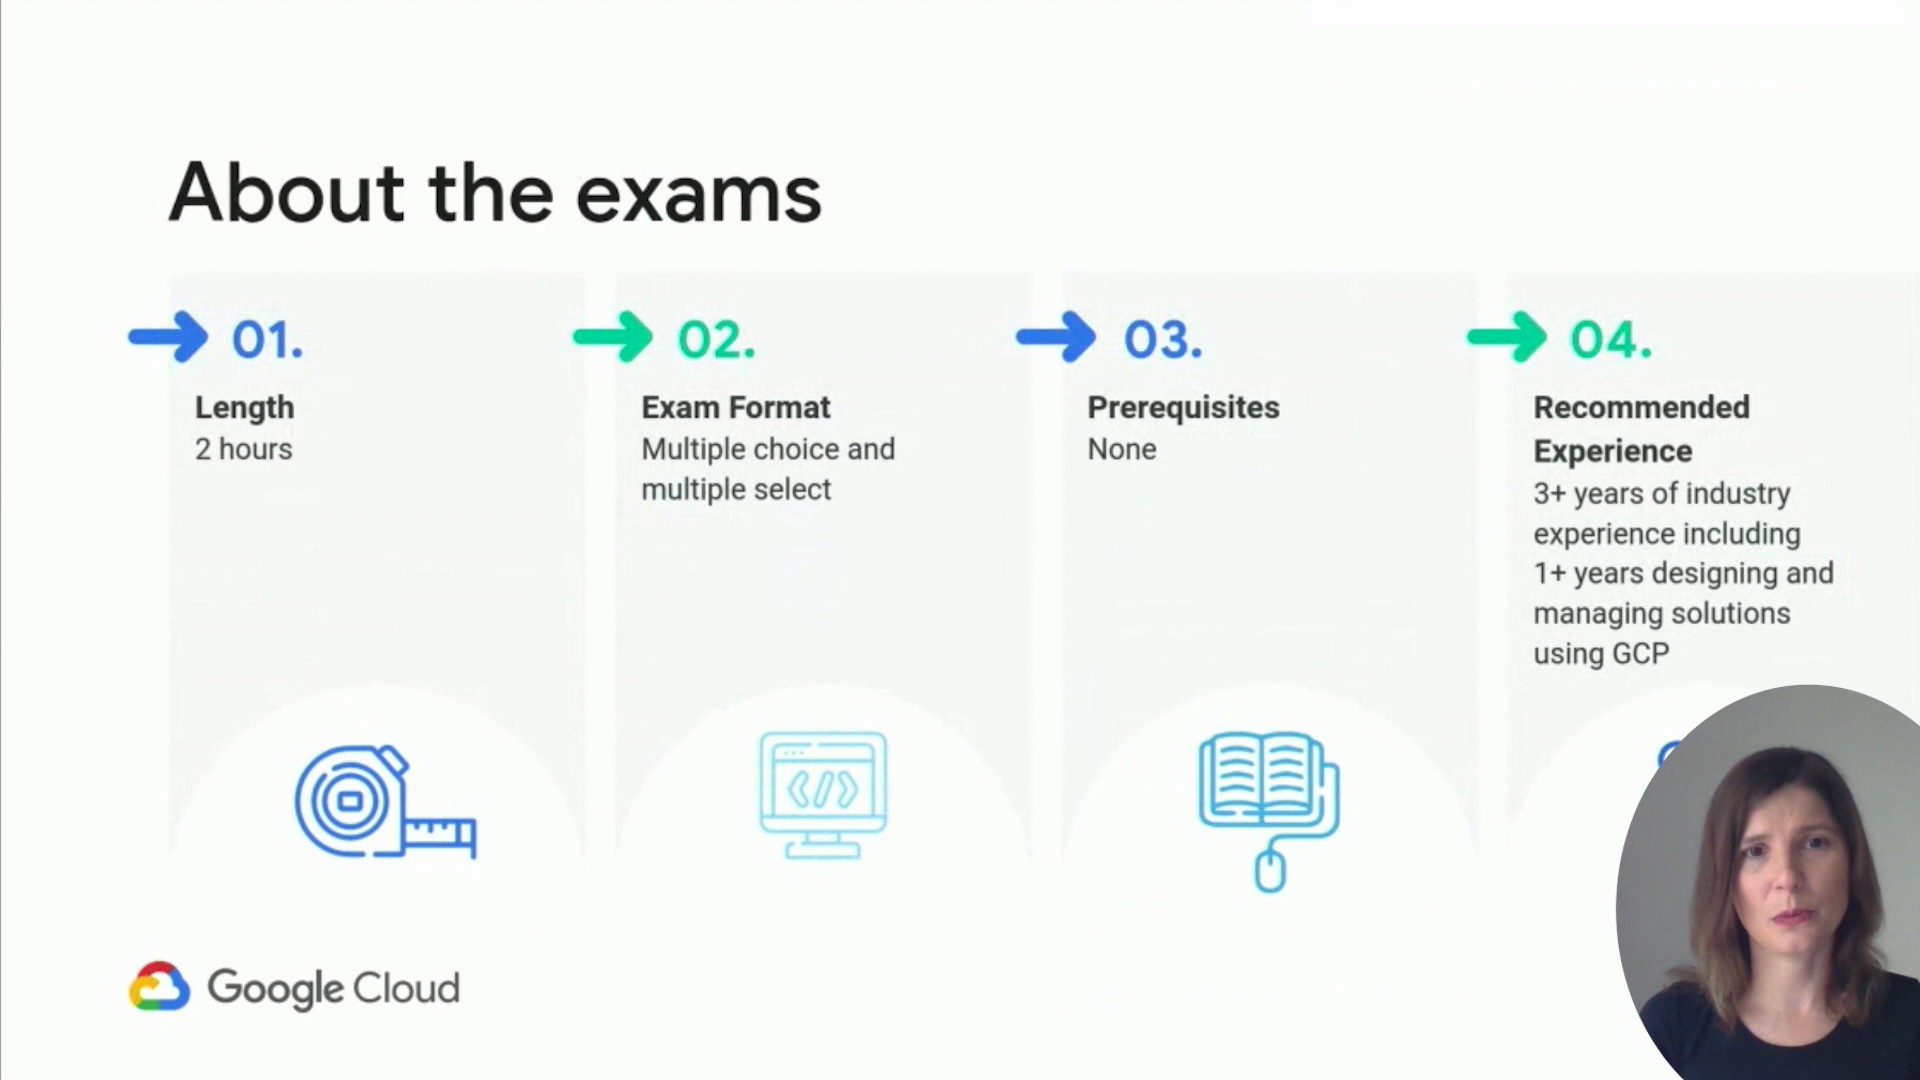 About the exams
01.
Length
2 hours
02.
Exam Format
Multiple choice and
multiple select
03.
Prerequisites
None
04.
Recommended
Experience
3+ years of industry
experience including
1+ years designing and
managing solutions
using GCP
Google Cloud